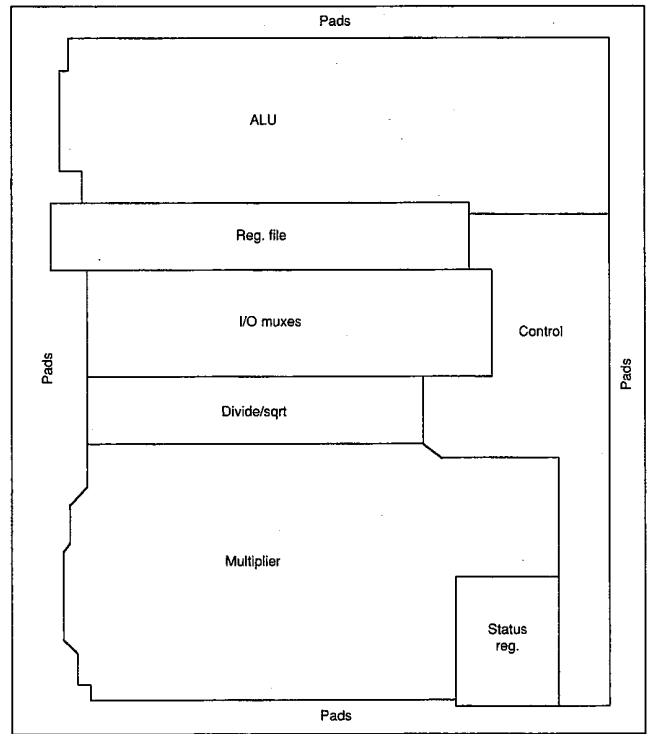 Pads
ALU
Reg. file
I/O muxes
Control
Pads
Pads
Divide/sqrt
Multiplier
Status
reg.
Pads